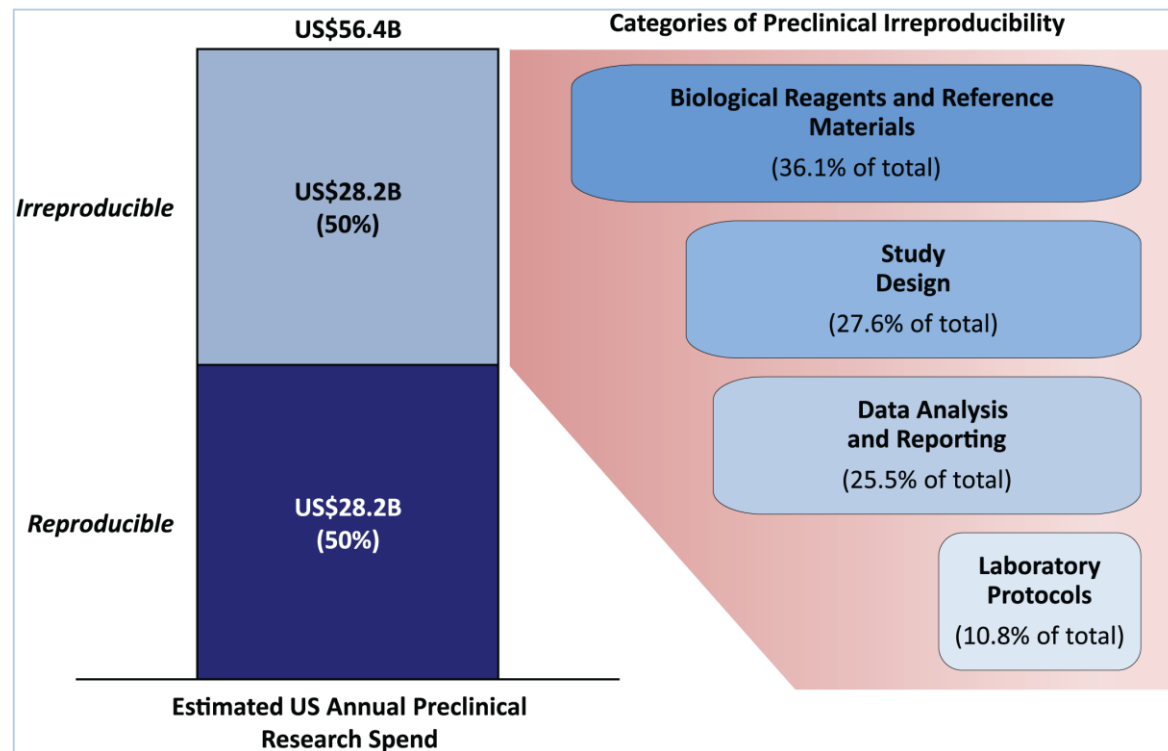 US$56.4B
Irreproducible
US$28.2B
(50%)
Reproducible
US$28.2B
(50%)
Estimated US Annual Preclinical
Research Spend
Categories of Preclinical Irreproducibility
Biological Reagents and Reference
Materials
(36.1% of total)
Study
Design
(27.6% of total)
Data Analysis
and Reporting
(25.5% of total)
Laboratory
Protocols
(10.8% of total)